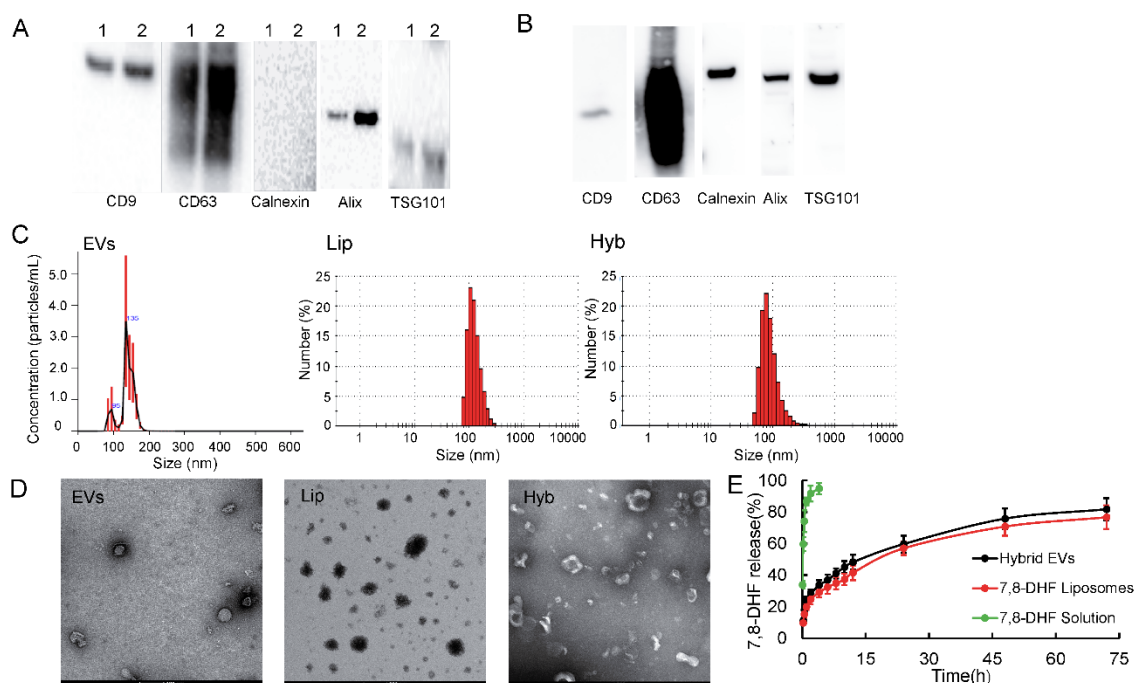 A
1 2 1 2 1 2 1 2 1 2
CD9 CD63 Calnexin Alix TSG101
B
CD9 CD63 Calnexin Alix TSG101
C
EVs
Concentration (particles/mL)
5.0
4.0
3.0
2.0
1.0
0
135
95
0 100 200 300 400 500 600
Size (nm)
Lip
Number (%)
25
20
15
10
5
0
1 10 100 1000 10000
Size (nm)
Hyb
Number (%)
25
20
15
10
5
0
1 10 100 1000 10000
Size (nm)
D
EVs
Lip
Hyb
E
7,8-DHF release(%)
100
80
60
40
20
0
Hybrid EVs
7,8-DHF Liposomes
7,8-DHF Solution
0 15 30 45 60 75
Time(h)